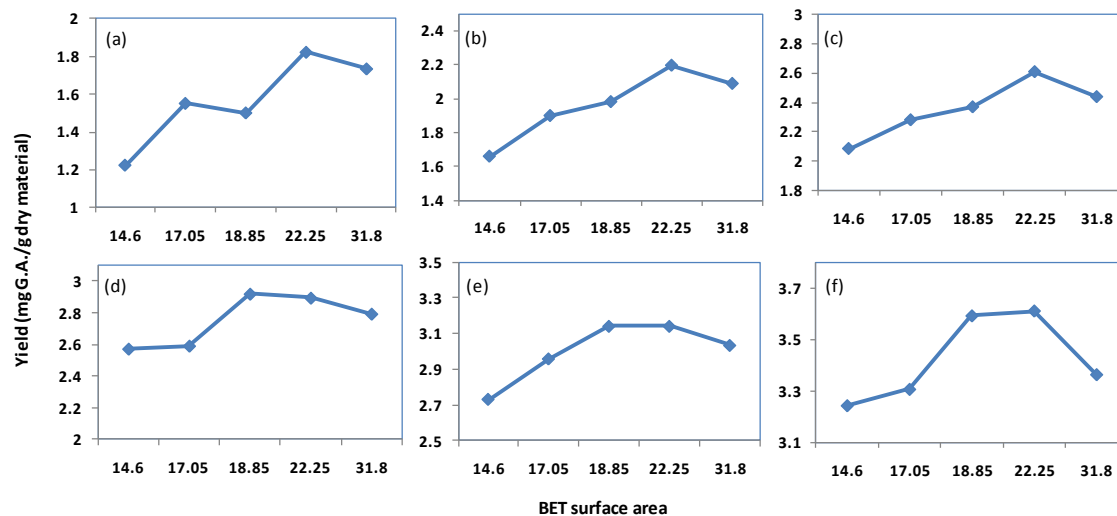 Yield (mg G.A./gdry material)
(a)
2
1.8
1.6
1.4
1.2
1
14.6 17.05 18.85 22.25 31.8
(b)
2.4
2.2
2
1.8
1.6
1.4
14.6 17.05 18.85 22.25 31.8
(c)
3
2.8
2.6
2.4
2.2
2
1.8
14.6 17.05 18.85 22.25 31.8
(d)
3
2.8
2.6
2.4
2.2
2
14.6 17.05 18.85 22.25 31.8
(e)
3.5
3.3
3.1
2.9
2.7
2.5
14.6 17.05 18.85 22.25 31.8
(f)
3.7
3.5
3.3
3.1
14.6 17.05 18.85 22.25 31.8
BET surface area